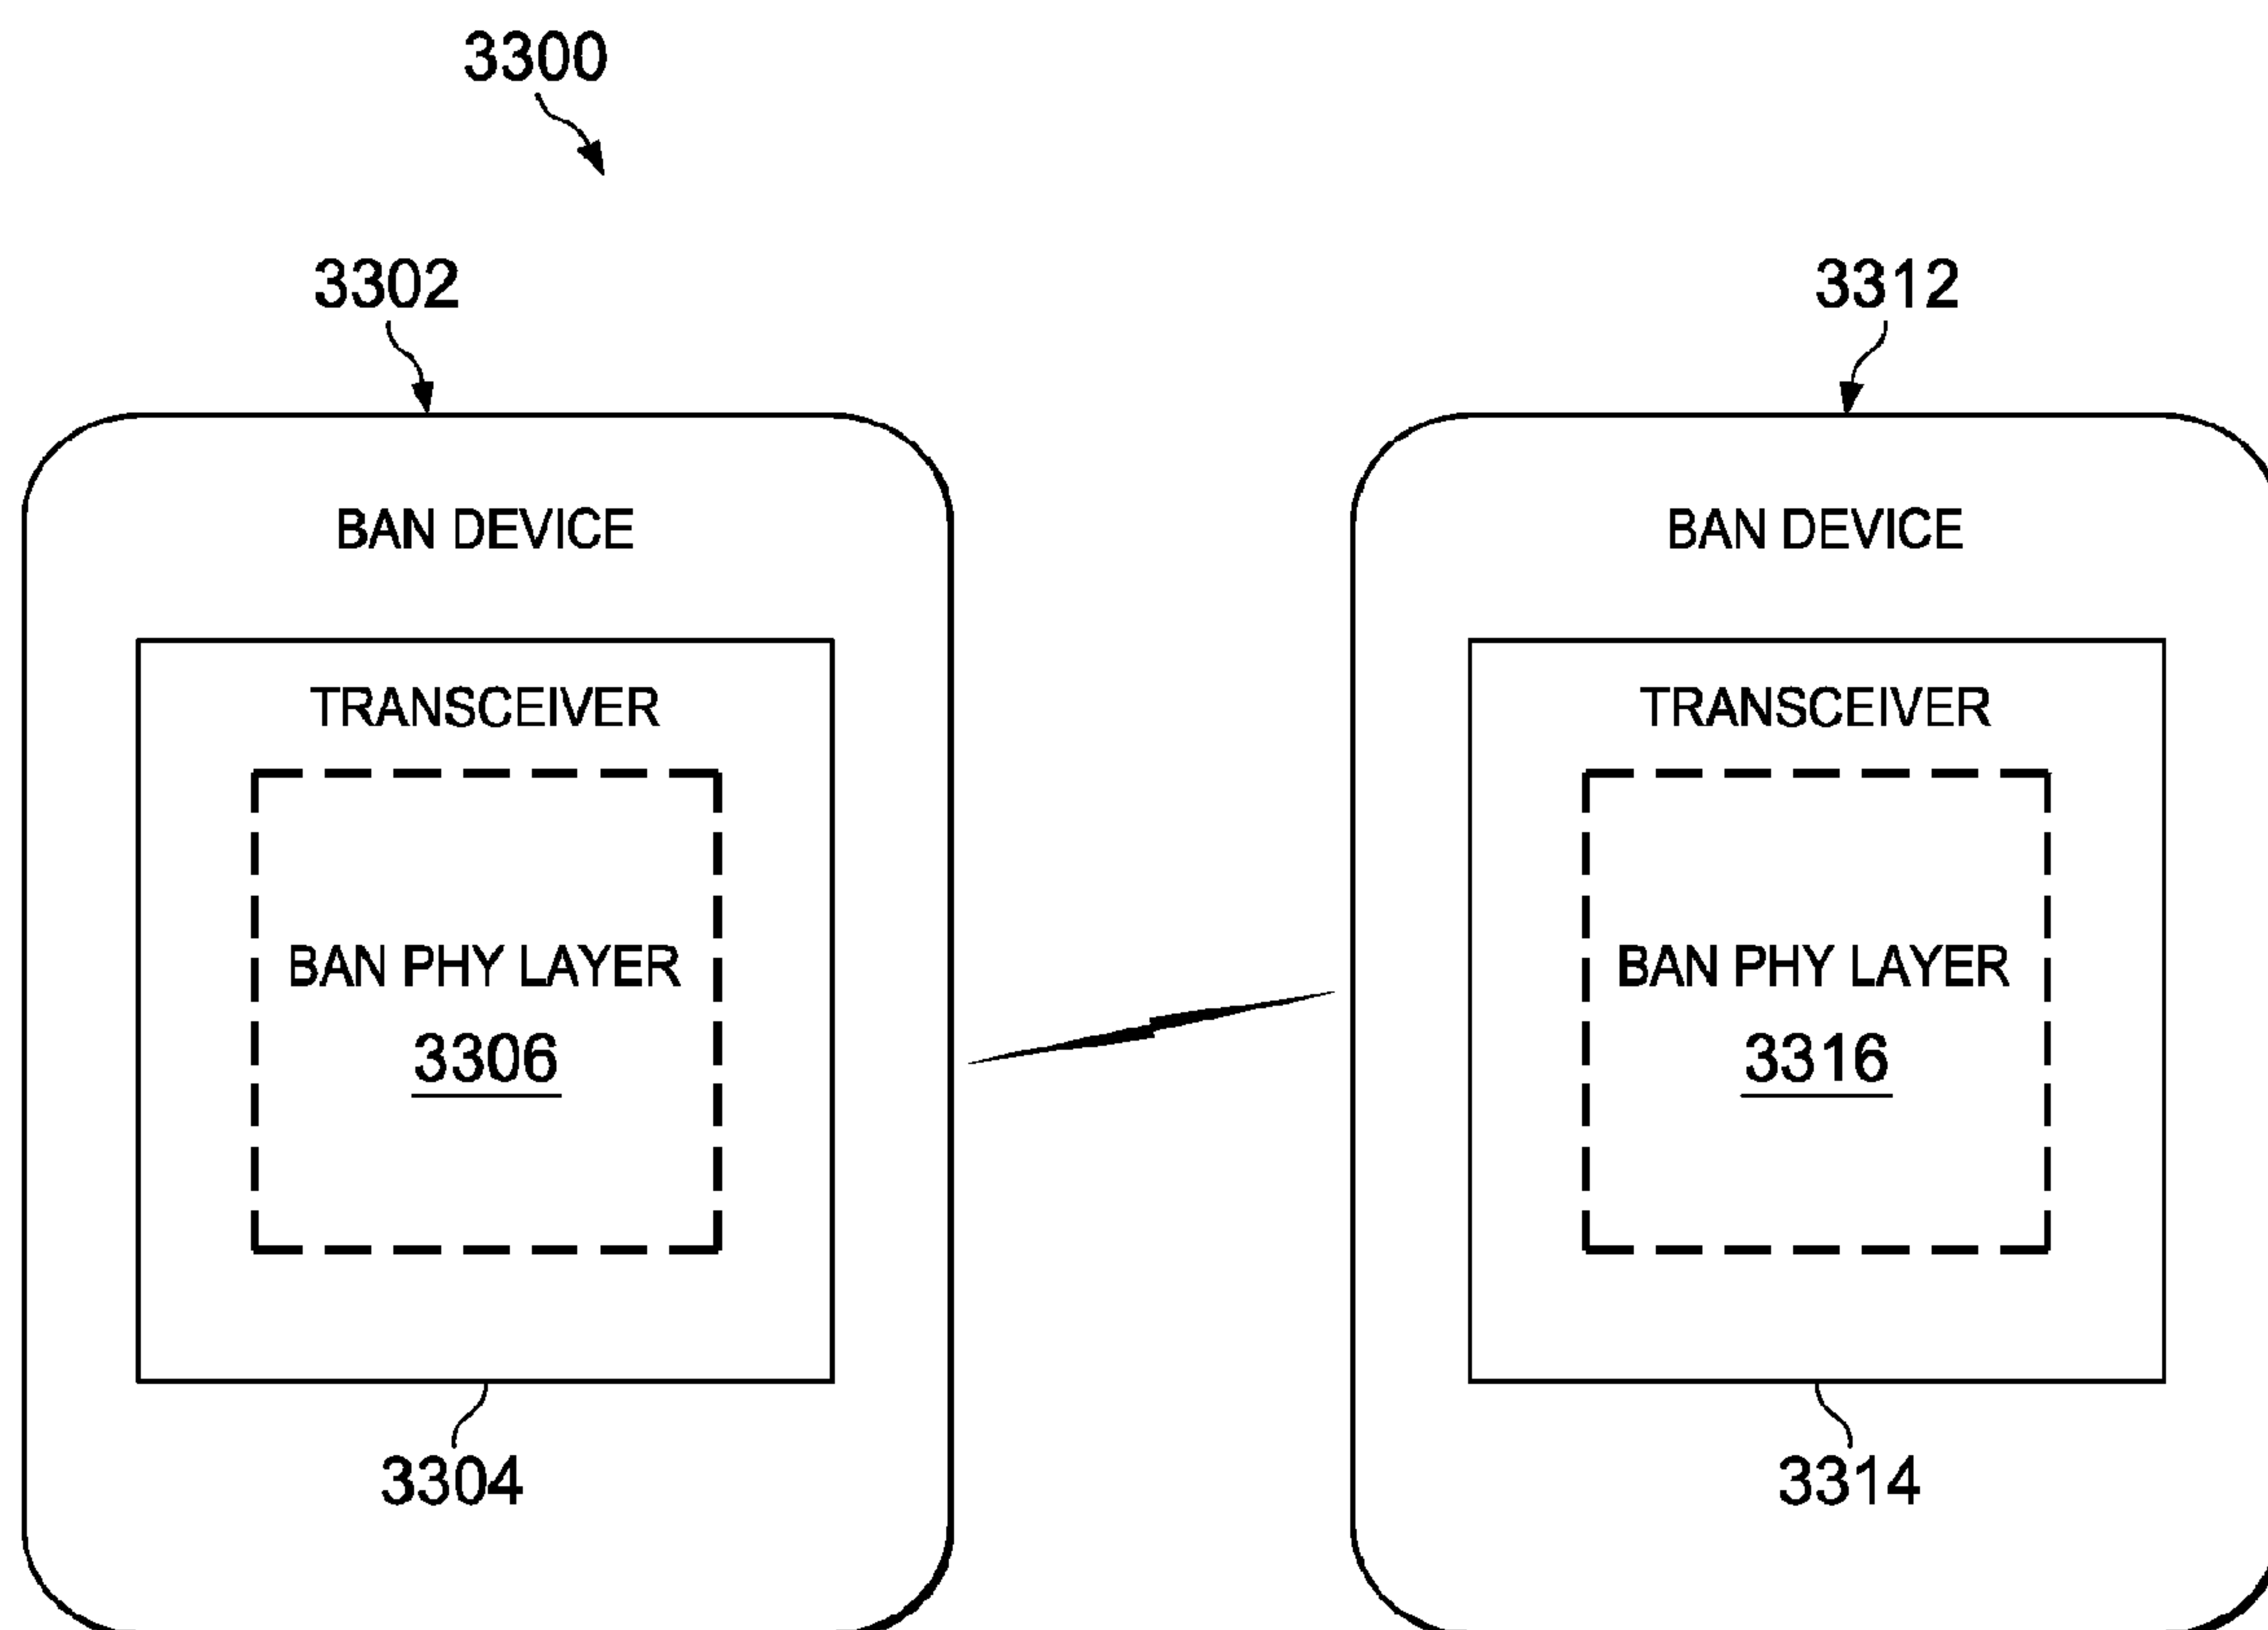 3300
3302
3312
BAN DEVICE
BAN DEVICE
TRANSCEIVER
TRANSCEIVER
BAN PHY LAYER
3306
BAN PHY LAYER
3316
3304
3314